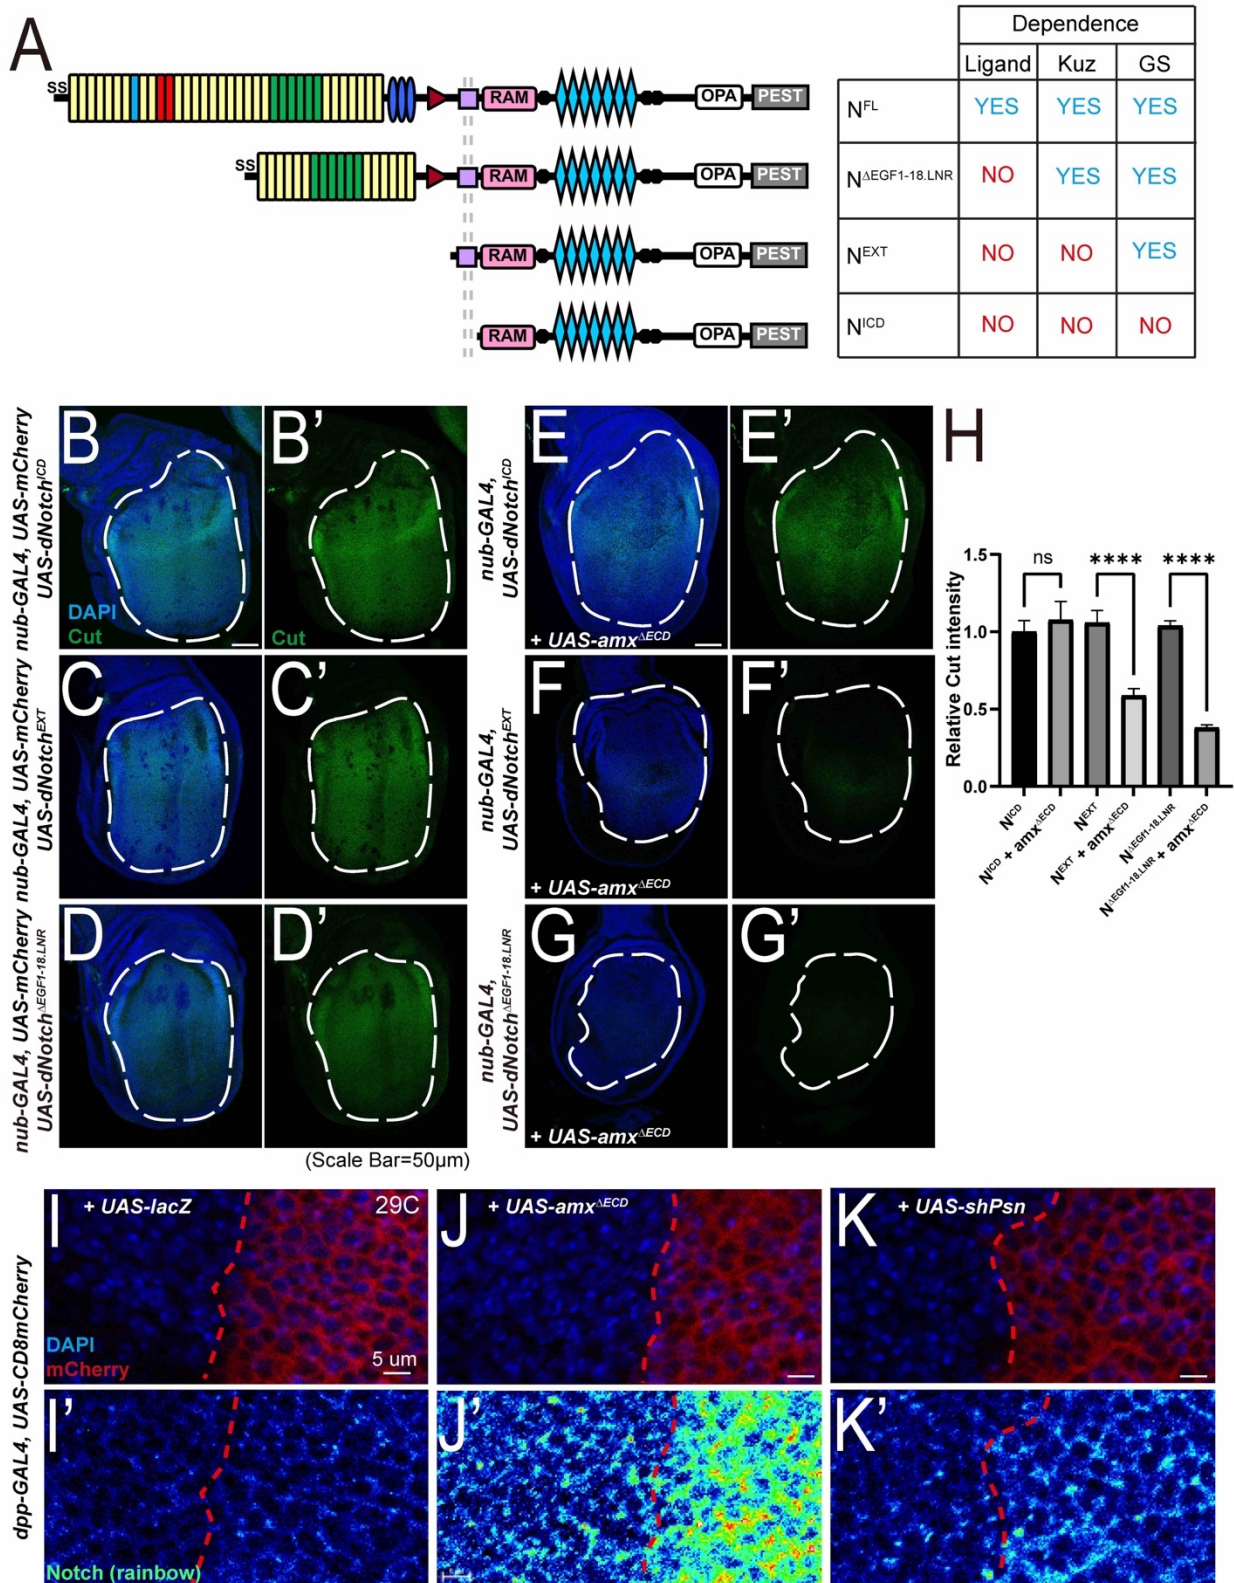 A
Dependence
Ligand Kuz GS
SS
RAM OPA PEST
N^FL YES YES YES
SS
RAM OPA PEST
N^ΔEGF1-18.LNR NO YES YES
RAM OPA PEST
N^EXT NO NO YES
RAM OPA PEST
N^ICD NO NO NO
nub-GAL4, UAS-mCherry
UAS-dNotch^ICD
B
DAPI
Cut
B'
Cut
nub-GAL4,
UAS-dNotch^ICD
E
+ UAS-amx^ΔECD
E'
nub-GAL4, UAS-mCherry
UAS-dNotch^EXT
C
C'
nub-GAL4,
UAS-dNotch^EXT
F
+ UAS-amx^ΔECD
F'
nub-GAL4, UAS-mCherry
UAS-dNotch^ΔEGF1-18.LNR
D
D'
nub-GAL4,
UAS-dNotch^ΔEGF1-18.LNR
G
+ UAS-amx^ΔECD
G'
(Scale Bar=50µm)
H
Relative Cut intensity
1.5
1.0
0.5
0.0
ns
****
****
N^ICD
N^ICD + amx^ΔECD
N^EXT
N^EXT + amx^ΔECD
N^ΔEGf1-18.LNR
N^ΔEGf1-18.LNR + amx^ΔECD
dpp-GAL4, UAS-CD8mCherry
I
+ UAS-lacZ
29C
DAPI
mCherry
5 um
J
+ UAS-amx^ΔECD
K
+ UAS-shPsn
I'
Notch (rainbow)
J'
K'